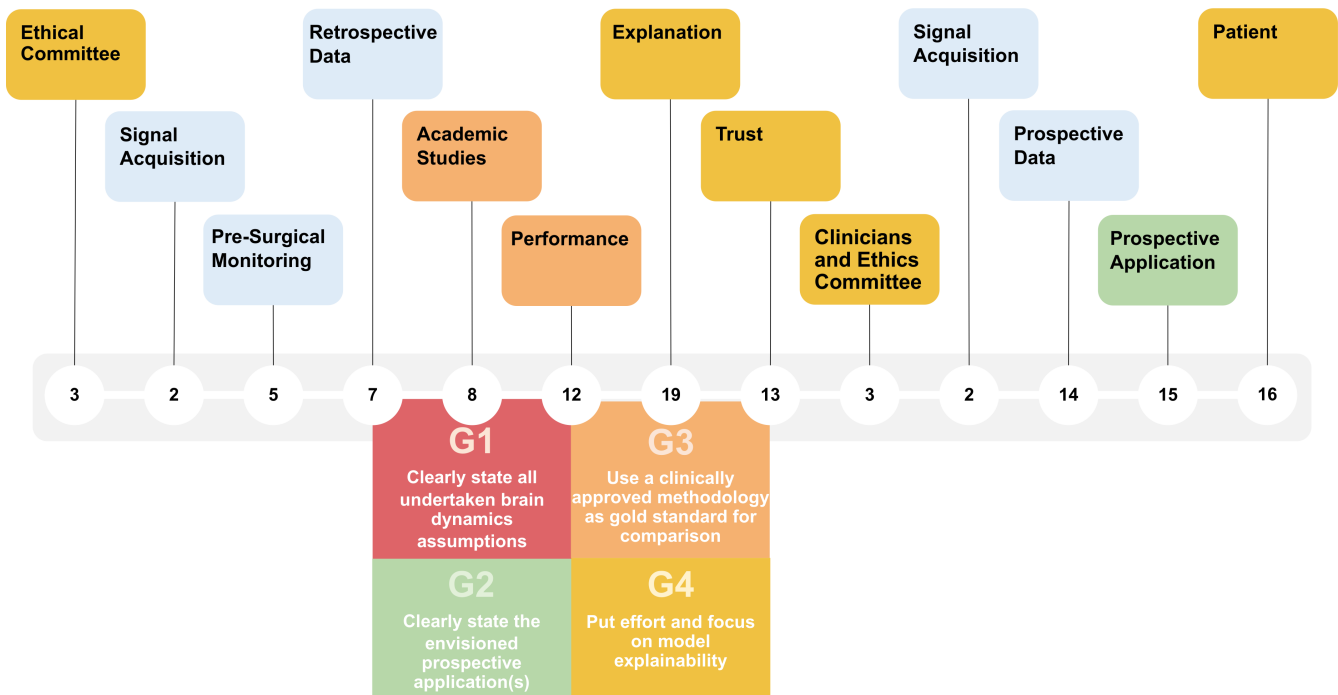 Ethical
Committee
Signal
Acquisition
Pre-Surgical
Monitoring
Retrospective
Data
Academic
Studies
Performance
Explanation
Trust
Clinicians
and Ethics
Committee
Signal
Acquisition
Prospective
Data
Prospective
Application
Patient
3 2 5 7 8 12 19 13 3 2 14 15 16
G1
Clearly state all
undertaken brain
dynamics
assumptions
G3
Use a clinically
approved methodology
as gold standard for
comparison
G2
Clearly state the
envisioned
prospective
application(s)
G4
Put effort and focus
on model
explainability